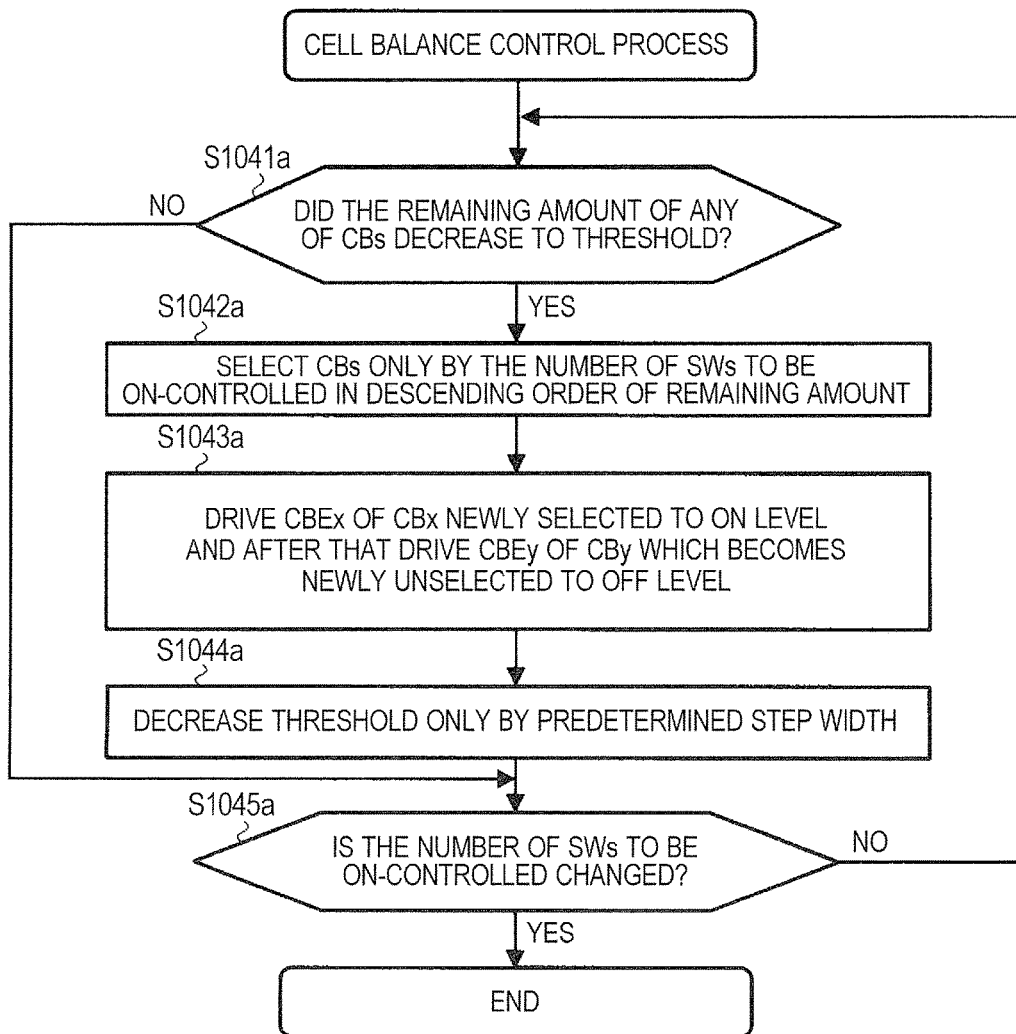 CELL BALANCE CONTROL PROCESS
S1041a
NO
DID THE REMAINING AMOUNT OF ANY
OF CBs DECREASE TO THRESHOLD?
YES
S1042a
SELECT CBs ONLY BY THE NUMBER OF SWs TO BE
ON-CONTROLLED IN DESCENDING ORDER OF REMAINING AMOUNT
S1043a
DRIVE CBEx OF CBx NEWLY SELECTED TO ON LEVEL
AND AFTER THAT DRIVE CBEy OF CBy WHICH BECOMES
NEWLY UNSELECTED TO OFF LEVEL
S1044a
DECREASE THRESHOLD ONLY BY PREDETERMINED STEP WIDTH
S1045a
IS THE NUMBER OF SWs TO BE
ON-CONTROLLED CHANGED?
NO
YES
END